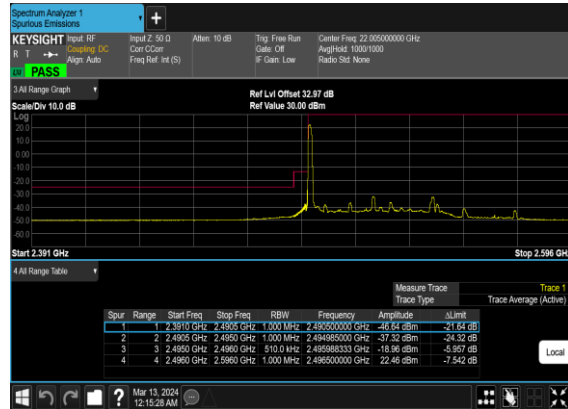 Spectrum Analyzer 1
Spurious Emissions
+
KEYSIGHT Input: RF Input Z: 50 Ω Atten: 10 dB Trig: Free Run Center Freq: 22.005000000 GHz
R T Coupling: DC Corr CCorr Gate: Off Avg|Hold: 1000/1000
Align: Auto Freq Ref: Int (S) IF Gain: Low Radio Std: None
LXI PASS
3 All Range Graph
Ref Lvl Offset 32.97 dB
Scale/Div 10.0 dB Ref Value 30.00 dBm
Log
20.0
10.0
0.00
-10.0
-20.0
-30.0
-40.0
-50.0
-60.0
Start 2.391 GHz Stop 2.596 GHz
4 All Range Table
Measure Trace Trace 1
Trace Type Trace Average (Active)
Spur Range Start Freq Stop Freq RBW Frequency Amplitude ΔLimit
1 1 2.3910 GHz 2.4905 GHz 1.000 MHz 2.490500000 GHz -46.64 dBm -21.64 dB
2 2 2.4905 GHz 2.4950 GHz 1.000 MHz 2.494985000 GHz -37.32 dBm -24.32 dB
3 3 2.4950 GHz 2.4960 GHz 510.0 kHz 2.495988333 GHz -18.96 dBm -5.957 dB
4 4 2.4960 GHz 2.5960 GHz 1.000 MHz 2.496500000 GHz 22.46 dBm -7.542 dB
Local
?
Mar 13, 2024
12:15:28 AM